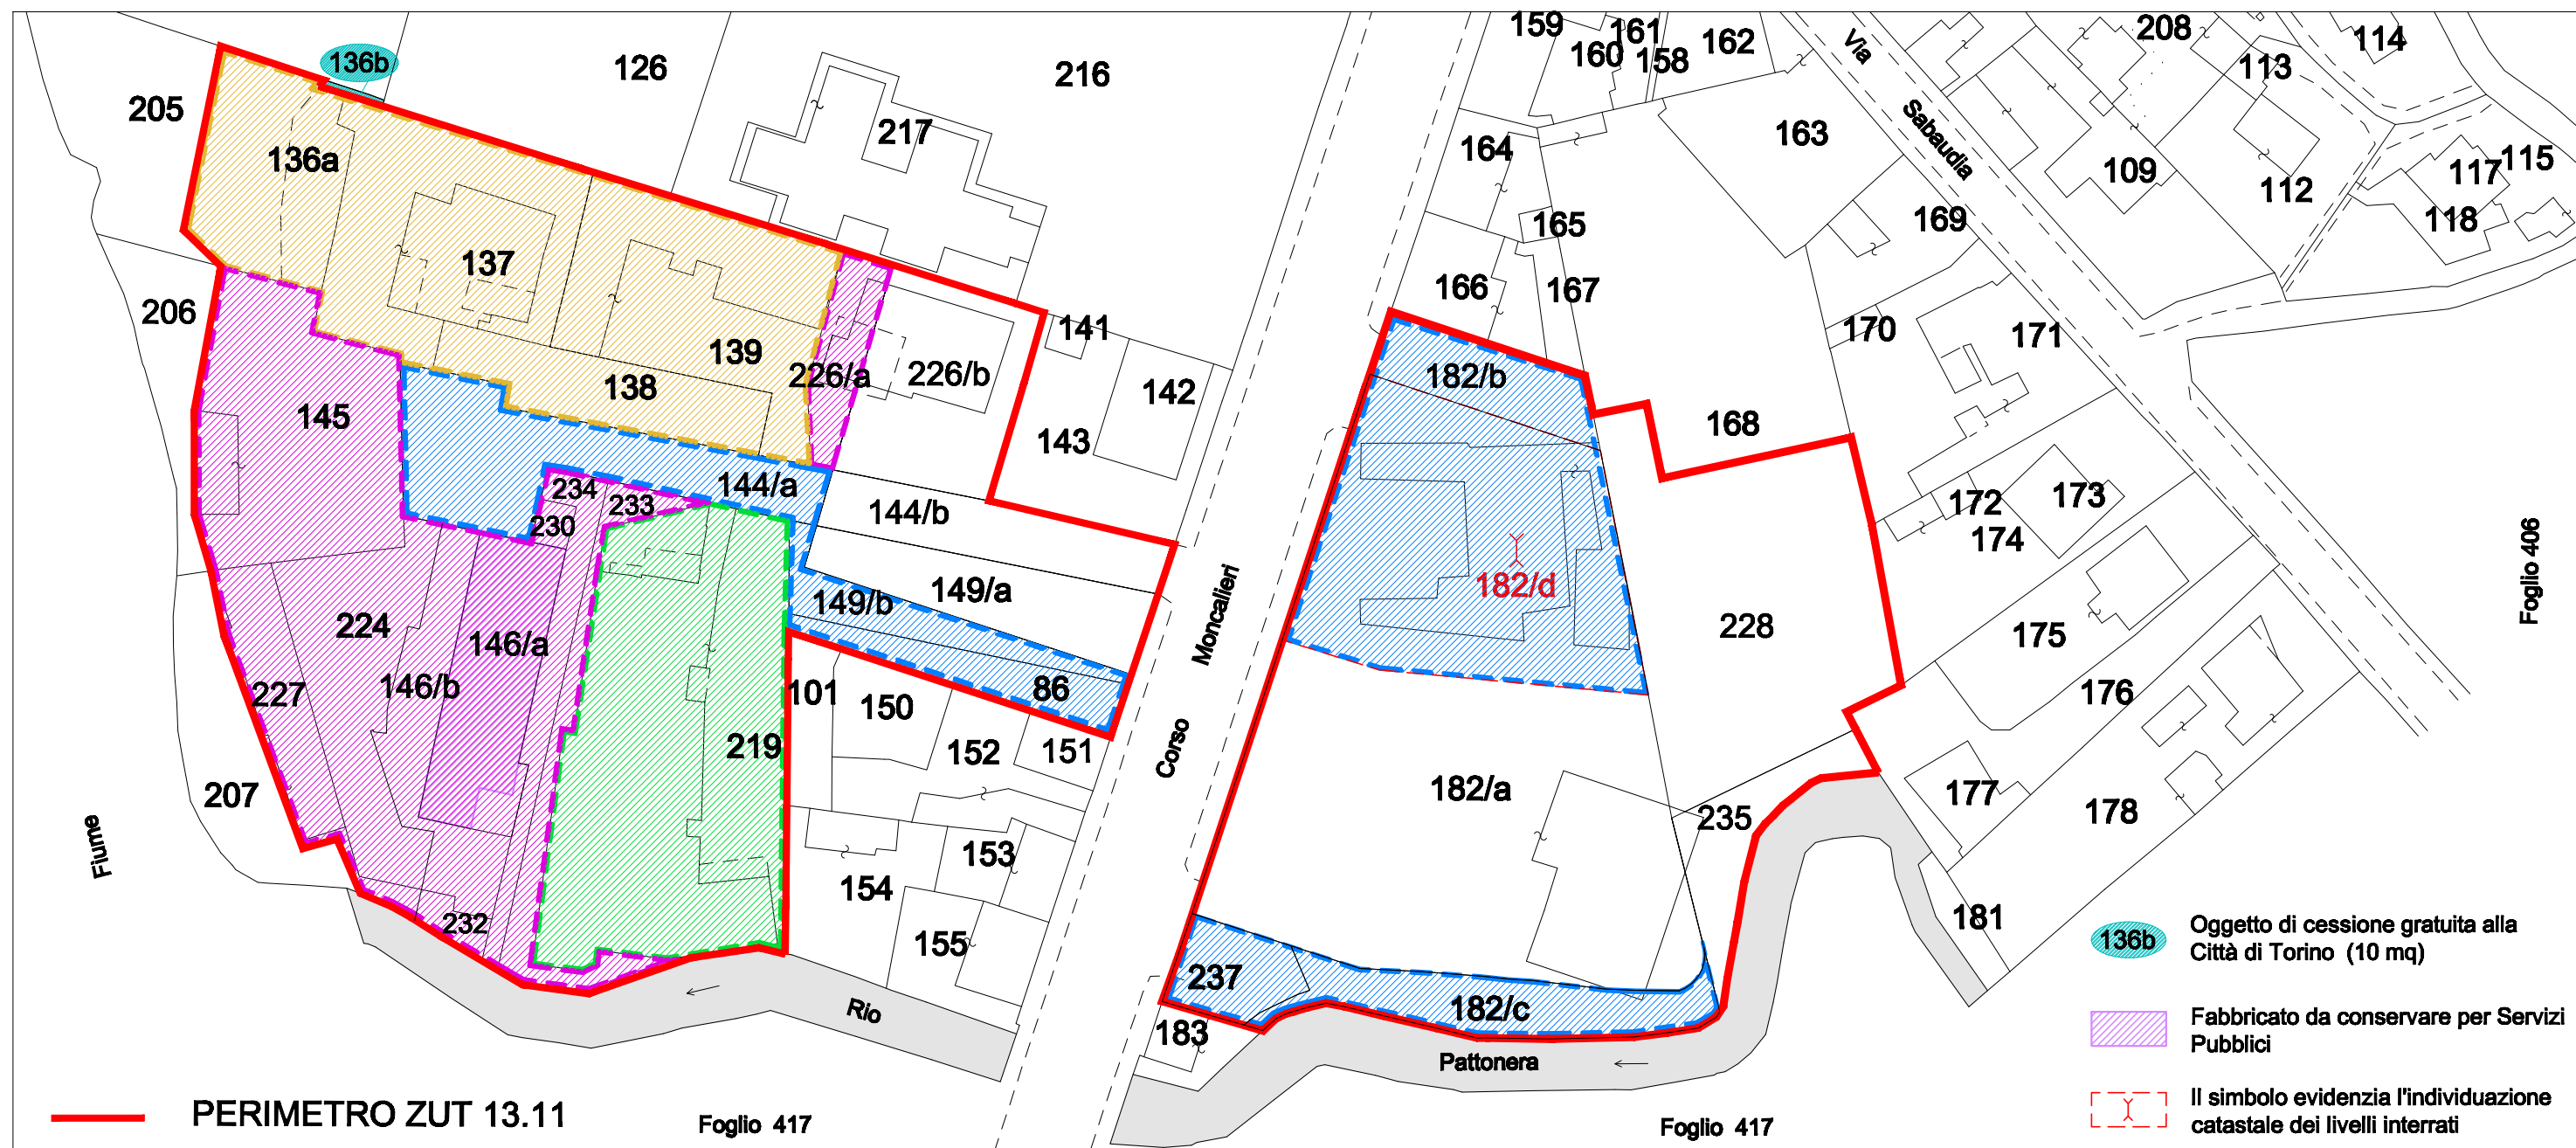 136b
126
205
136a
137
216
217
159
160
161
158
162
Via
Sabaudia
208
113
114
164
163
109
112
117
115
118
165
169
206
166
167
141
170
171
139
226/a
226/b
142
182/b
145
138
143
168
144/a
234
233
230
144/b
172
173
174
Foglio 406
182/d
149/b
149/a
Moncalieri
228
224
146/a
175
227
146/b
101
86
150
176
219
152
151
Corso
207
182/a
235
177
178
Fiume
153
154
232
155
237
181
136b
Oggetto di cessione gratuita alla
Città di Torino (10 mq)
Rio
182/c
183
Pattonera
Fabbricato da conservare per Servizi
Pubblici
PERIMETRO ZUT 13.11
Foglio 417
Foglio 417
Il simbolo evidenzia l'individuazione
catastale dei livelli interrati